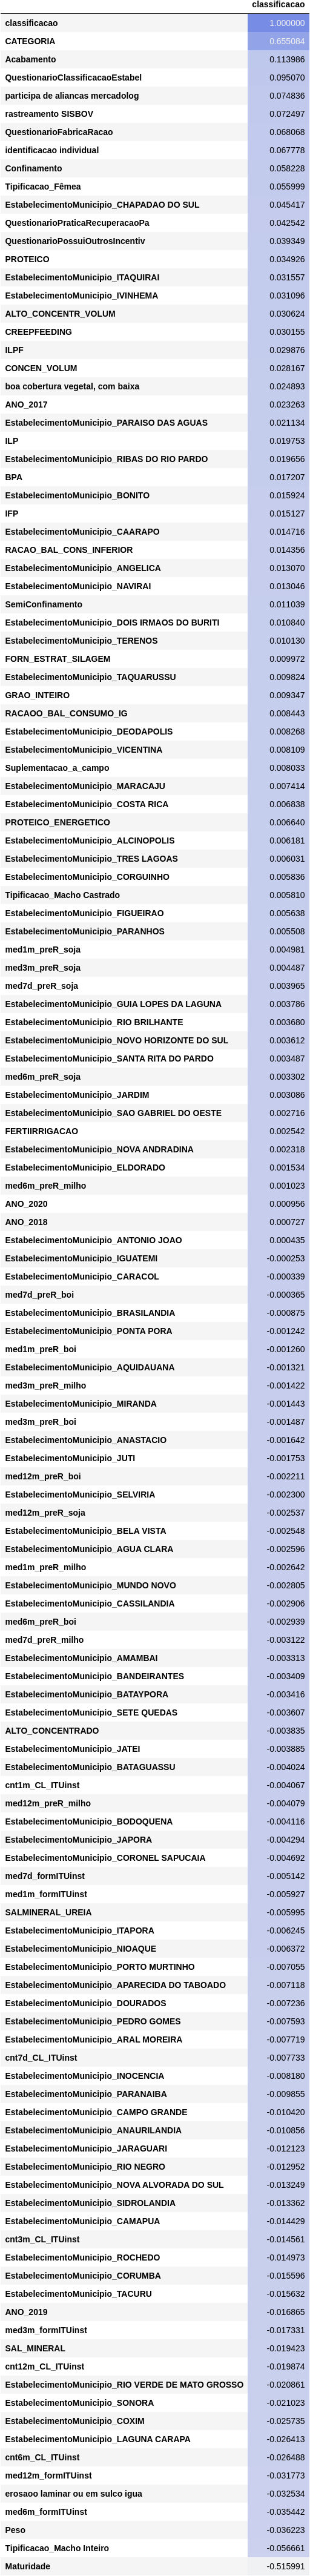 classificacao
classificacao 1.000000
CATEGORIA 0.655084
Acabamento 0.113986
QuestionarioClassificacaoEstabel 0.095070
participa de aliancas mercadolog 0.074836
rastreamento SISBOV 0.072497
QuestionarioFabricaRacao 0.068068
identificacao individual 0.067778
Confinamento 0.058228
Tipificacao_Fêmea 0.055999
EstabelecimentoMunicipio_CHAPADAO DO SUL 0.045417
QuestionarioPraticaRecuperacaoPa 0.042542
QuestionarioPossuiOutrosIncentiv 0.039349
PROTEICO 0.034926
EstabelecimentoMunicipio_ITAQUIRAI 0.031557
EstabelecimentoMunicipio_IVINHEMA 0.031096
ALTO_CONCENTR_VOLUM 0.030624
CREEPFEEDING 0.030155
ILPF 0.029876
CONCEN_VOLUM 0.028167
boa cobertura vegetal, com baixa 0.024893
ANO_2017 0.023263
EstabelecimentoMunicipio_PARAISO DAS AGUAS 0.021134
ILP 0.019753
EstabelecimentoMunicipio_RIBAS DO RIO PARDO 0.019656
BPA 0.017207
EstabelecimentoMunicipio_BONITO 0.015924
IFP 0.015127
EstabelecimentoMunicipio_CAARAPO 0.014716
RACAO_BAL_CONS_INFERIOR 0.014356
EstabelecimentoMunicipio_ANGELICA 0.013070
EstabelecimentoMunicipio_NAVIRAI 0.013046
SemiConfinamento 0.011039
EstabelecimentoMunicipio_DOIS IRMAOS DO BURITI 0.010840
EstabelecimentoMunicipio_TERENOS 0.010130
FORN_ESTRAT_SILAGEM 0.009972
EstabelecimentoMunicipio_TAQUARUSSU 0.009824
GRAO_INTEIRO 0.009347
RACAOO_BAL_CONSUMO_IG 0.008443
EstabelecimentoMunicipio_DEODAPOLIS 0.008268
EstabelecimentoMunicipio_VICENTINA 0.008109
Suplementacao_a_campo 0.008033
EstabelecimentoMunicipio_MARACAJU 0.007414
EstabelecimentoMunicipio_COSTA RICA 0.006838
PROTEICO_ENERGETICO 0.006640
EstabelecimentoMunicipio_ALCINOPOLIS 0.006181
EstabelecimentoMunicipio_TRES LAGOAS 0.006031
EstabelecimentoMunicipio_CORGUINHO 0.005836
Tipificacao_Macho Castrado 0.005810
EstabelecimentoMunicipio_FIGUEIRAO 0.005638
EstabelecimentoMunicipio_PARANHOS 0.005508
med1m_preR_soja 0.004981
med3m_preR_soja 0.004487
med7d_preR_soja 0.003965
EstabelecimentoMunicipio_GUIA LOPES DA LAGUNA 0.003786
EstabelecimentoMunicipio_RIO BRILHANTE 0.003680
EstabelecimentoMunicipio_NOVO HORIZONTE DO SUL 0.003612
EstabelecimentoMunicipio_SANTA RITA DO PARDO 0.003487
med6m_preR_soja 0.003302
EstabelecimentoMunicipio_JARDIM 0.003086
EstabelecimentoMunicipio_SAO GABRIEL DO OESTE 0.002716
FERTIIRRIGACAO 0.002542
EstabelecimentoMunicipio_NOVA ANDRADINA 0.002318
EstabelecimentoMunicipio_ELDORADO 0.001534
med6m_preR_milho 0.001023
ANO_2020 0.000956
ANO_2018 0.000727
EstabelecimentoMunicipio_ANTONIO JOAO 0.000435
EstabelecimentoMunicipio_IGUATEMI -0.000253
EstabelecimentoMunicipio_CARACOL -0.000339
med7d_preR_boi -0.000365
EstabelecimentoMunicipio_BRASILANDIA -0.000875
EstabelecimentoMunicipio_PONTA PORA -0.001242
med1m_preR_boi -0.001260
EstabelecimentoMunicipio_AQUIDAUANA -0.001321
med3m_preR_milho -0.001422
EstabelecimentoMunicipio_MIRANDA -0.001443
med3m_preR_boi -0.001487
EstabelecimentoMunicipio_ANASTACIO -0.001642
EstabelecimentoMunicipio_JUTI -0.001753
med12m_preR_boi -0.002211
EstabelecimentoMunicipio_SELVIRIA -0.002300
med12m_preR_soja -0.002537
EstabelecimentoMunicipio_BELA VISTA -0.002548
EstabelecimentoMunicipio_AGUA CLARA -0.002596
med1m_preR_milho -0.002642
EstabelecimentoMunicipio_MUNDO NOVO -0.002805
EstabelecimentoMunicipio_CASSILANDIA -0.002906
med6m_preR_boi -0.002939
med7d_preR_milho -0.003122
EstabelecimentoMunicipio_AMAMBAI -0.003313
EstabelecimentoMunicipio_BANDEIRANTES -0.003409
EstabelecimentoMunicipio_BATAYPORA -0.003416
EstabelecimentoMunicipio_SETE QUEDAS -0.003607
ALTO_CONCENTRADO -0.003835
EstabelecimentoMunicipio_JATEI -0.003885
EstabelecimentoMunicipio_BATAGUASSU -0.004024
cnt1m_CL_ITUinst -0.004067
med12m_preR_milho -0.004079
EstabelecimentoMunicipio_BODOQUENA -0.004116
EstabelecimentoMunicipio_JAPORA -0.004294
EstabelecimentoMunicipio_CORONEL SAPUCAIA -0.004692
med7d_formITUinst -0.005142
med1m_formITUinst -0.005927
SALMINERAL_UREIA -0.005995
EstabelecimentoMunicipio_ITAPORA -0.006245
EstabelecimentoMunicipio_NIOAQUE -0.006372
EstabelecimentoMunicipio_PORTO MURTINHO -0.007055
EstabelecimentoMunicipio_APARECIDA DO TABOADO -0.007118
EstabelecimentoMunicipio_DOURADOS -0.007236
EstabelecimentoMunicipio_PEDRO GOMES -0.007593
EstabelecimentoMunicipio_ARAL MOREIRA -0.007719
cnt7d_CL_ITUinst -0.007733
EstabelecimentoMunicipio_INOCENCIA -0.008180
EstabelecimentoMunicipio_PARANAIBA -0.009855
EstabelecimentoMunicipio_CAMPO GRANDE -0.010420
EstabelecimentoMunicipio_ANAURILANDIA -0.010856
EstabelecimentoMunicipio_JARAGUARI -0.012123
EstabelecimentoMunicipio_RIO NEGRO -0.012952
EstabelecimentoMunicipio_NOVA ALVORADA DO SUL -0.013249
EstabelecimentoMunicipio_SIDROLANDIA -0.013362
EstabelecimentoMunicipio_CAMAPUA -0.014429
cnt3m_CL_ITUinst -0.014561
EstabelecimentoMunicipio_ROCHEDO -0.014973
EstabelecimentoMunicipio_CORUMBA -0.015596
EstabelecimentoMunicipio_TACURU -0.015632
ANO_2019 -0.016865
med3m_formITUinst -0.017331
SAL_MINERAL -0.019423
cnt12m_CL_ITUinst -0.019874
EstabelecimentoMunicipio_RIO VERDE DE MATO GROSSO -0.020861
EstabelecimentoMunicipio_SONORA -0.021023
EstabelecimentoMunicipio_COXIM -0.025735
EstabelecimentoMunicipio_LAGUNA CARAPA -0.026413
cnt6m_CL_ITUinst -0.026488
med12m_formITUinst -0.031773
erosaoo laminar ou em sulco igua -0.032534
med6m_formITUinst -0.035442
Peso -0.036223
Tipificacao_Macho Inteiro -0.056661
Maturidade -0.515991